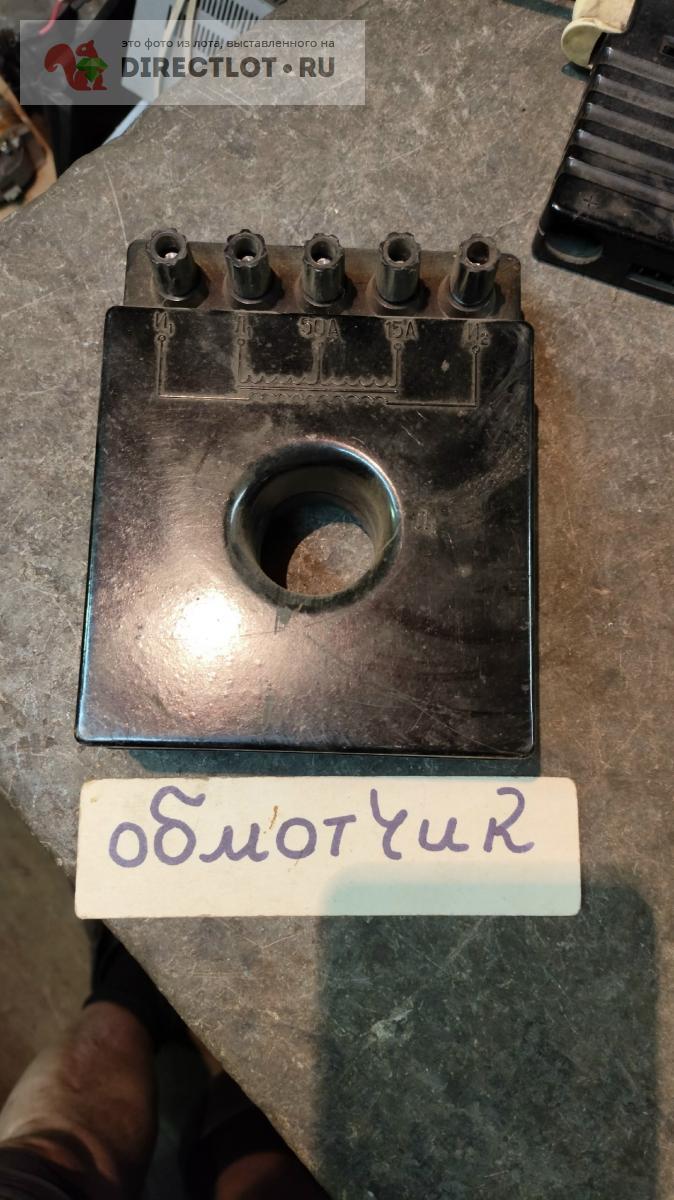 это фото из лота, выставленного на
DIRECTLOT.RU
И₁ Л₁ 50А 15А И₂
обмотчик